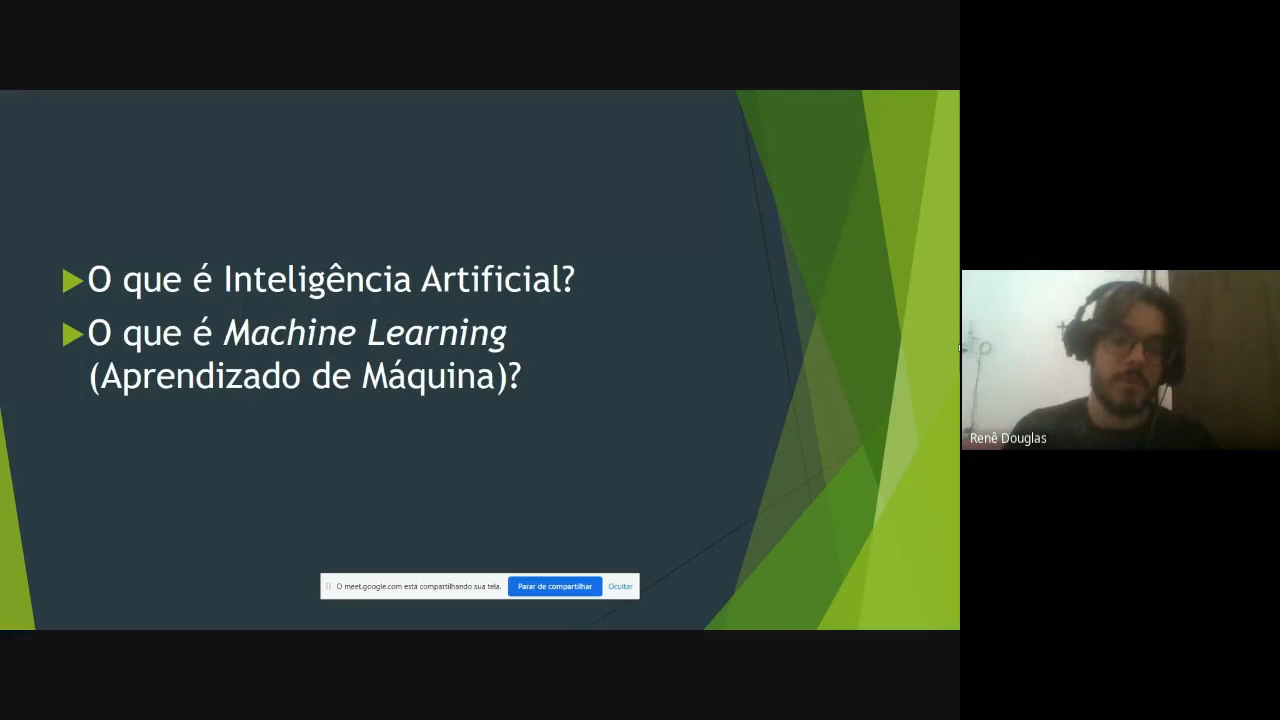 O que é Inteligência Artificial?
O que é Machine Learning
(Aprendizado de Máquina)?
O meet.google.com está compartilhando sua tela.
Parar de compartilhar
Ocultar
Renê Douglas